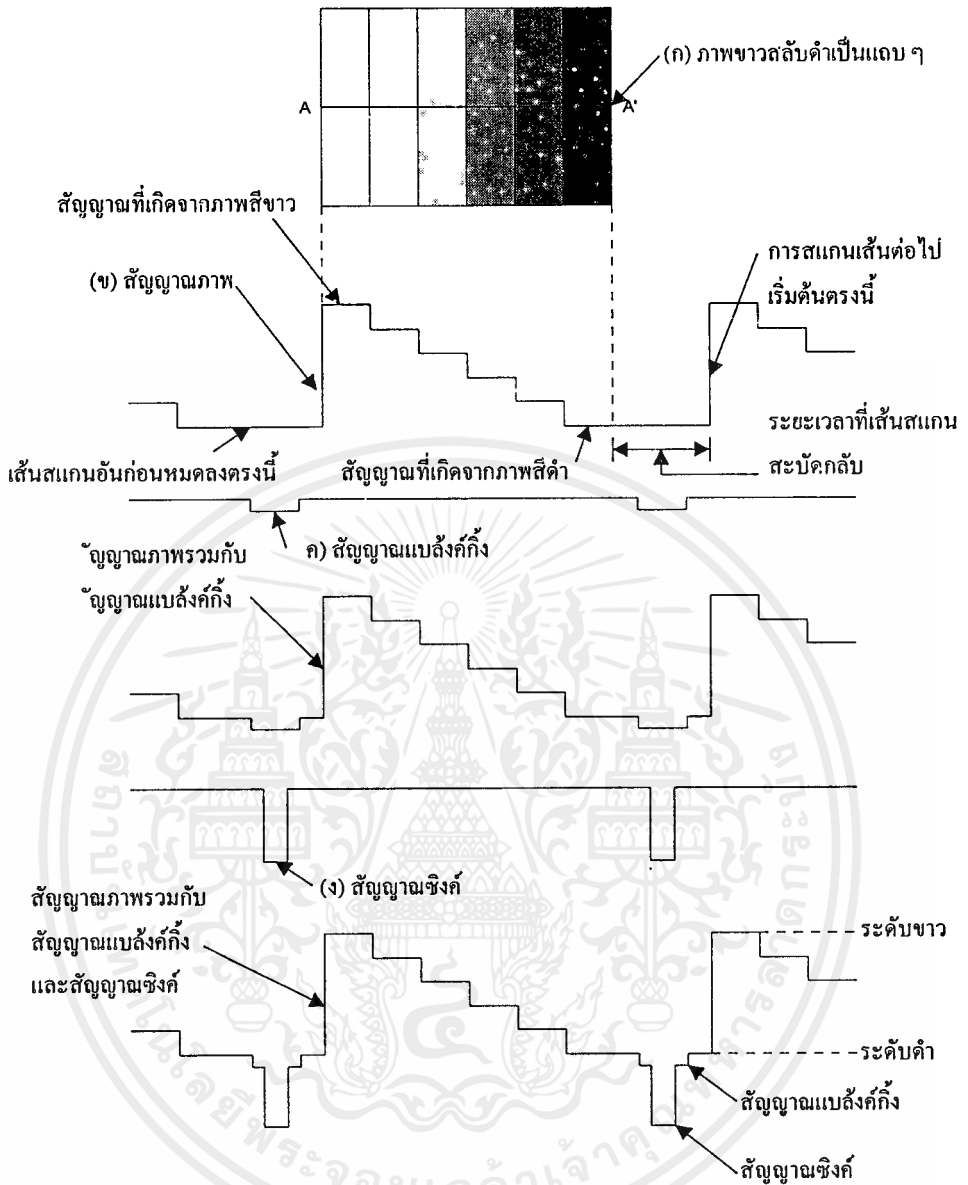 (ก) ภาพขาวสลับดำเป็นแถบ ๆ
A
A'
สัญญาณที่เกิดจากภาพสีขาว
(ข) สัญญาณภาพ
การสแกนเส้นต่อไป
เริ่มต้นตรงนี้
ระยะเวลาที่เส้นสแกน
สะบัดกลับ
เส้นสแกนอันก่อนหมดลงตรงนี้
สัญญาณที่เกิดจากภาพสีดำ
ค) สัญญาณแบล้งค์กิ้ง
ัญญาณภาพรวมกับ
ัญญาณแบล้งค์กิ้ง
(ง) สัญญาณซิงค์
สัญญาณภาพรวมกับ
สัญญาณแบล้งค์กิ้ง
และสัญญาณซิงค์
ระดับขาว
ระดับดำ
สัญญาณแบล้งค์กิ้ง
สัญญาณซิงค์